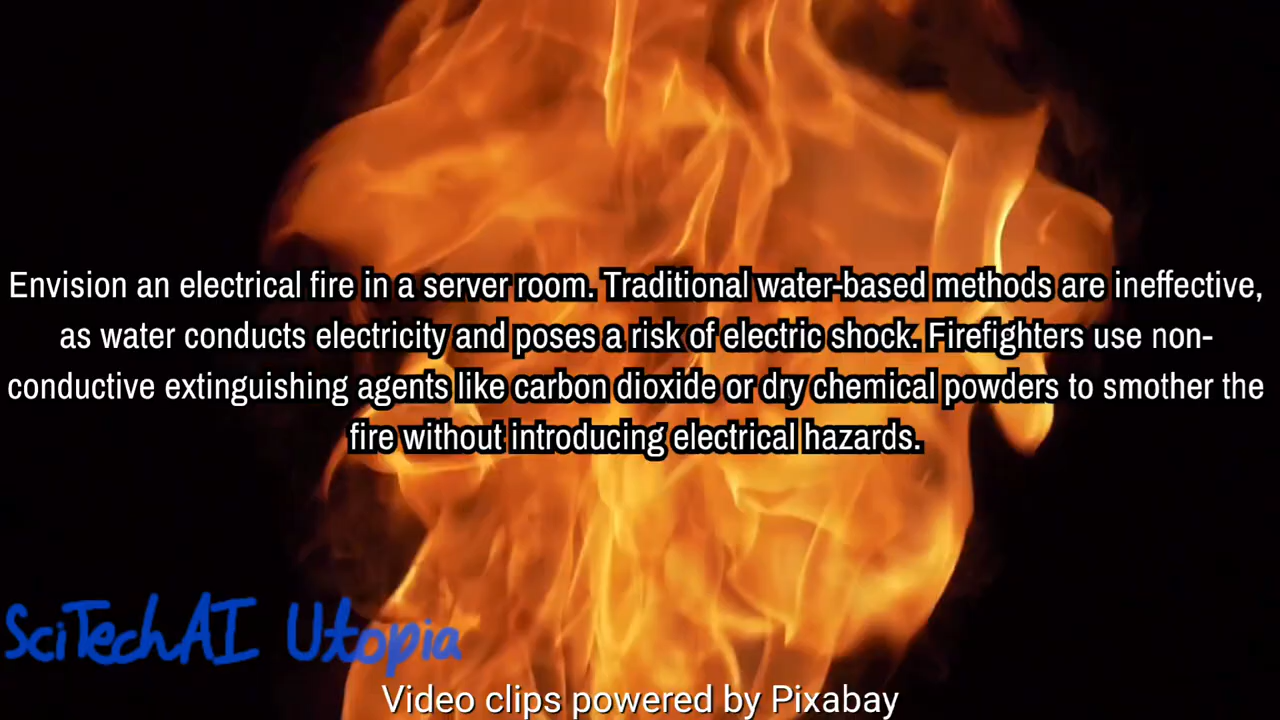 Envision an electrical fire in a server room. Traditional water-based methods are ineffective,
as water conducts electricity and poses a risk of electric shock. Firefighters use non-
conductive extinguishing agents like carbon dioxide or dry chemical powders to smother the
fire without introducing electrical hazards.
SciTechAI Utopia
Video clips powered by Pixabay